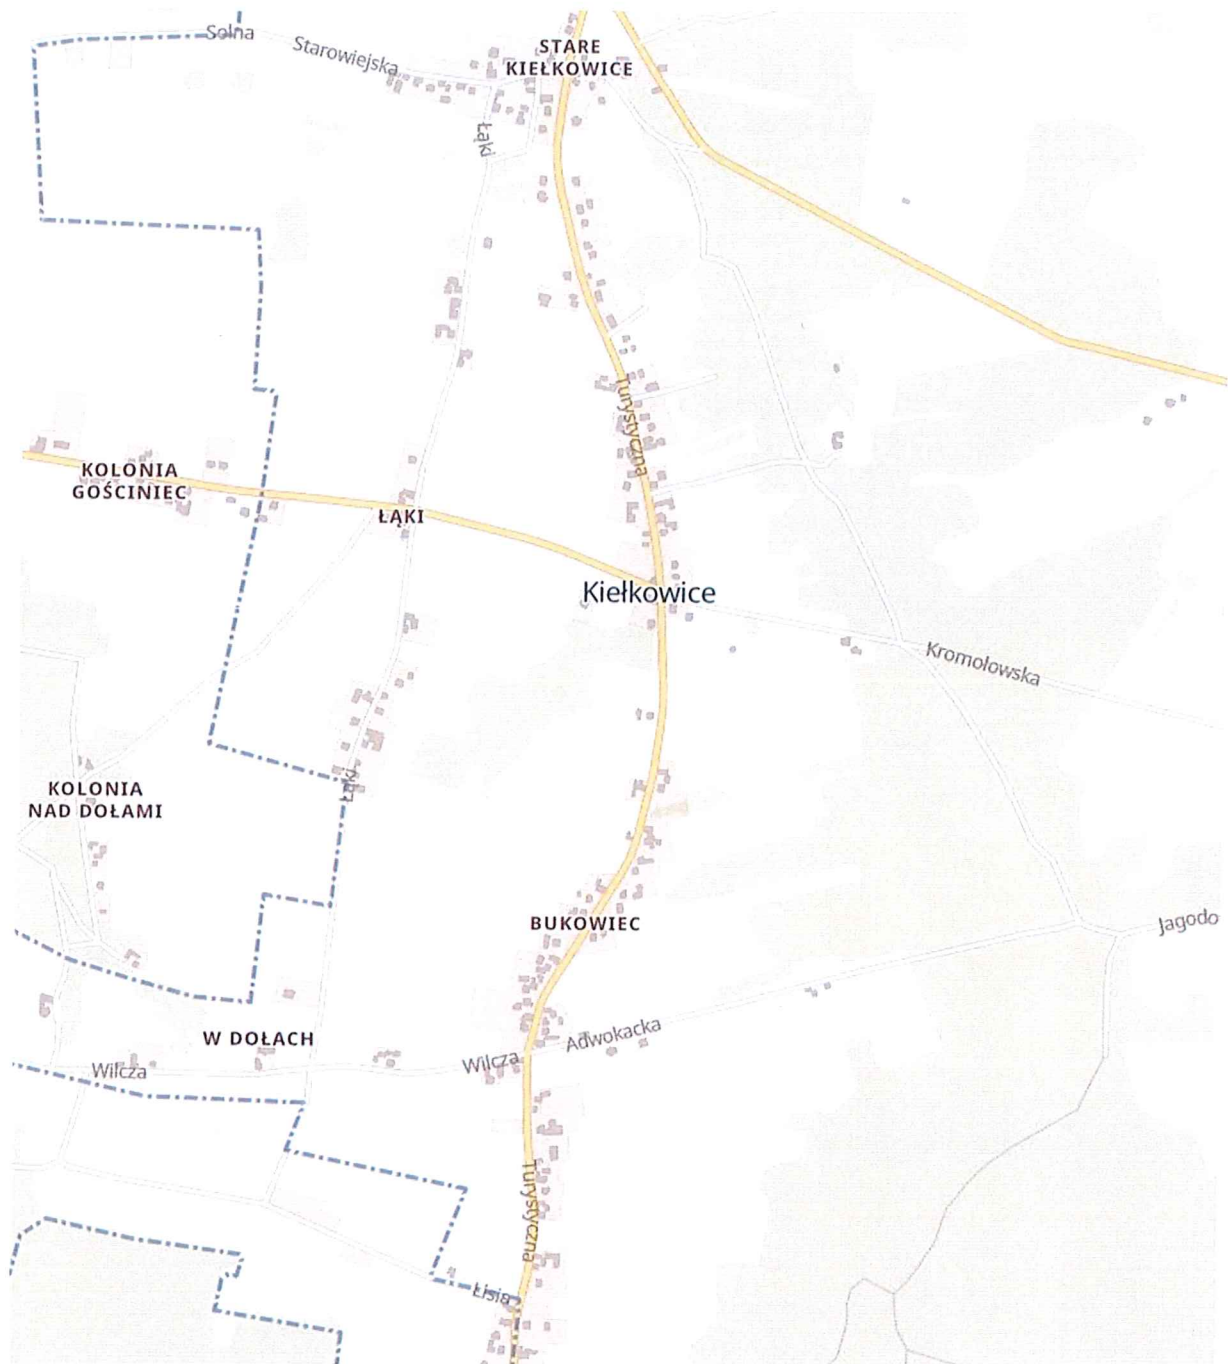 Solna
Starowiejska
STARE
KIEŁKOWICE
Łąki
Turystyczna
KOLONIA
GOŚCINIEC
ŁĄKI
Kiełkowice
Kromołowska
KOLONIA
NAD DOŁAMI
Łąki
BUKOWIEC
Jagodo
W DOŁACH
Wilcza
Wilcza
Adwokacka
Turystyczna
Lisia